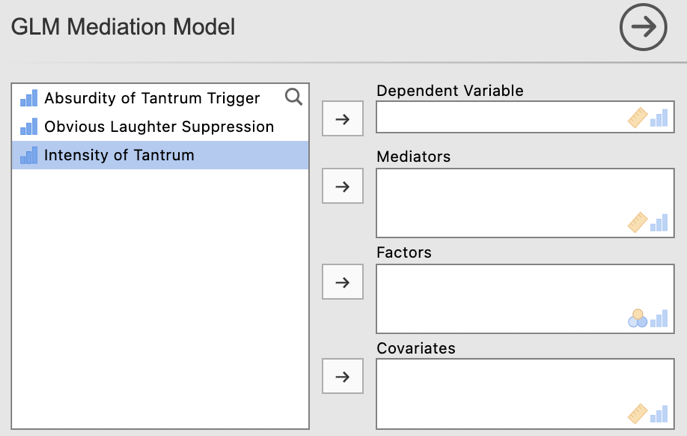 GLM Mediation Model
Absurdity of Tantrum Trigger
Obvious Laughter Suppression
Intensity of Tantrum
Dependent Variable
Mediators
Factors
Covariates